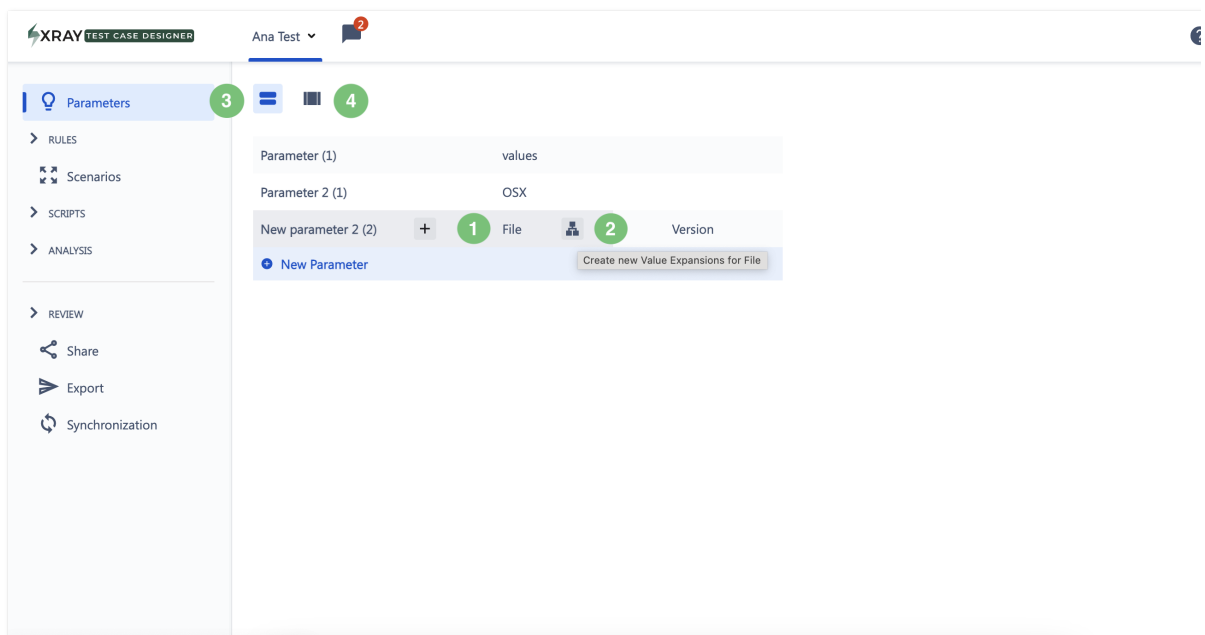 XRAY TEST CASE DESIGNER
Ana Test
2
?
Parameters
3
4
RULES
Scenarios
SCRIPTS
ANALYSIS
REVIEW
Share
Export
Synchronization
Parameter (1) values
Parameter 2 (1) OSX
New parameter 2 (2) + 1 File 2 Version
New Parameter
Create new Value Expansions for File